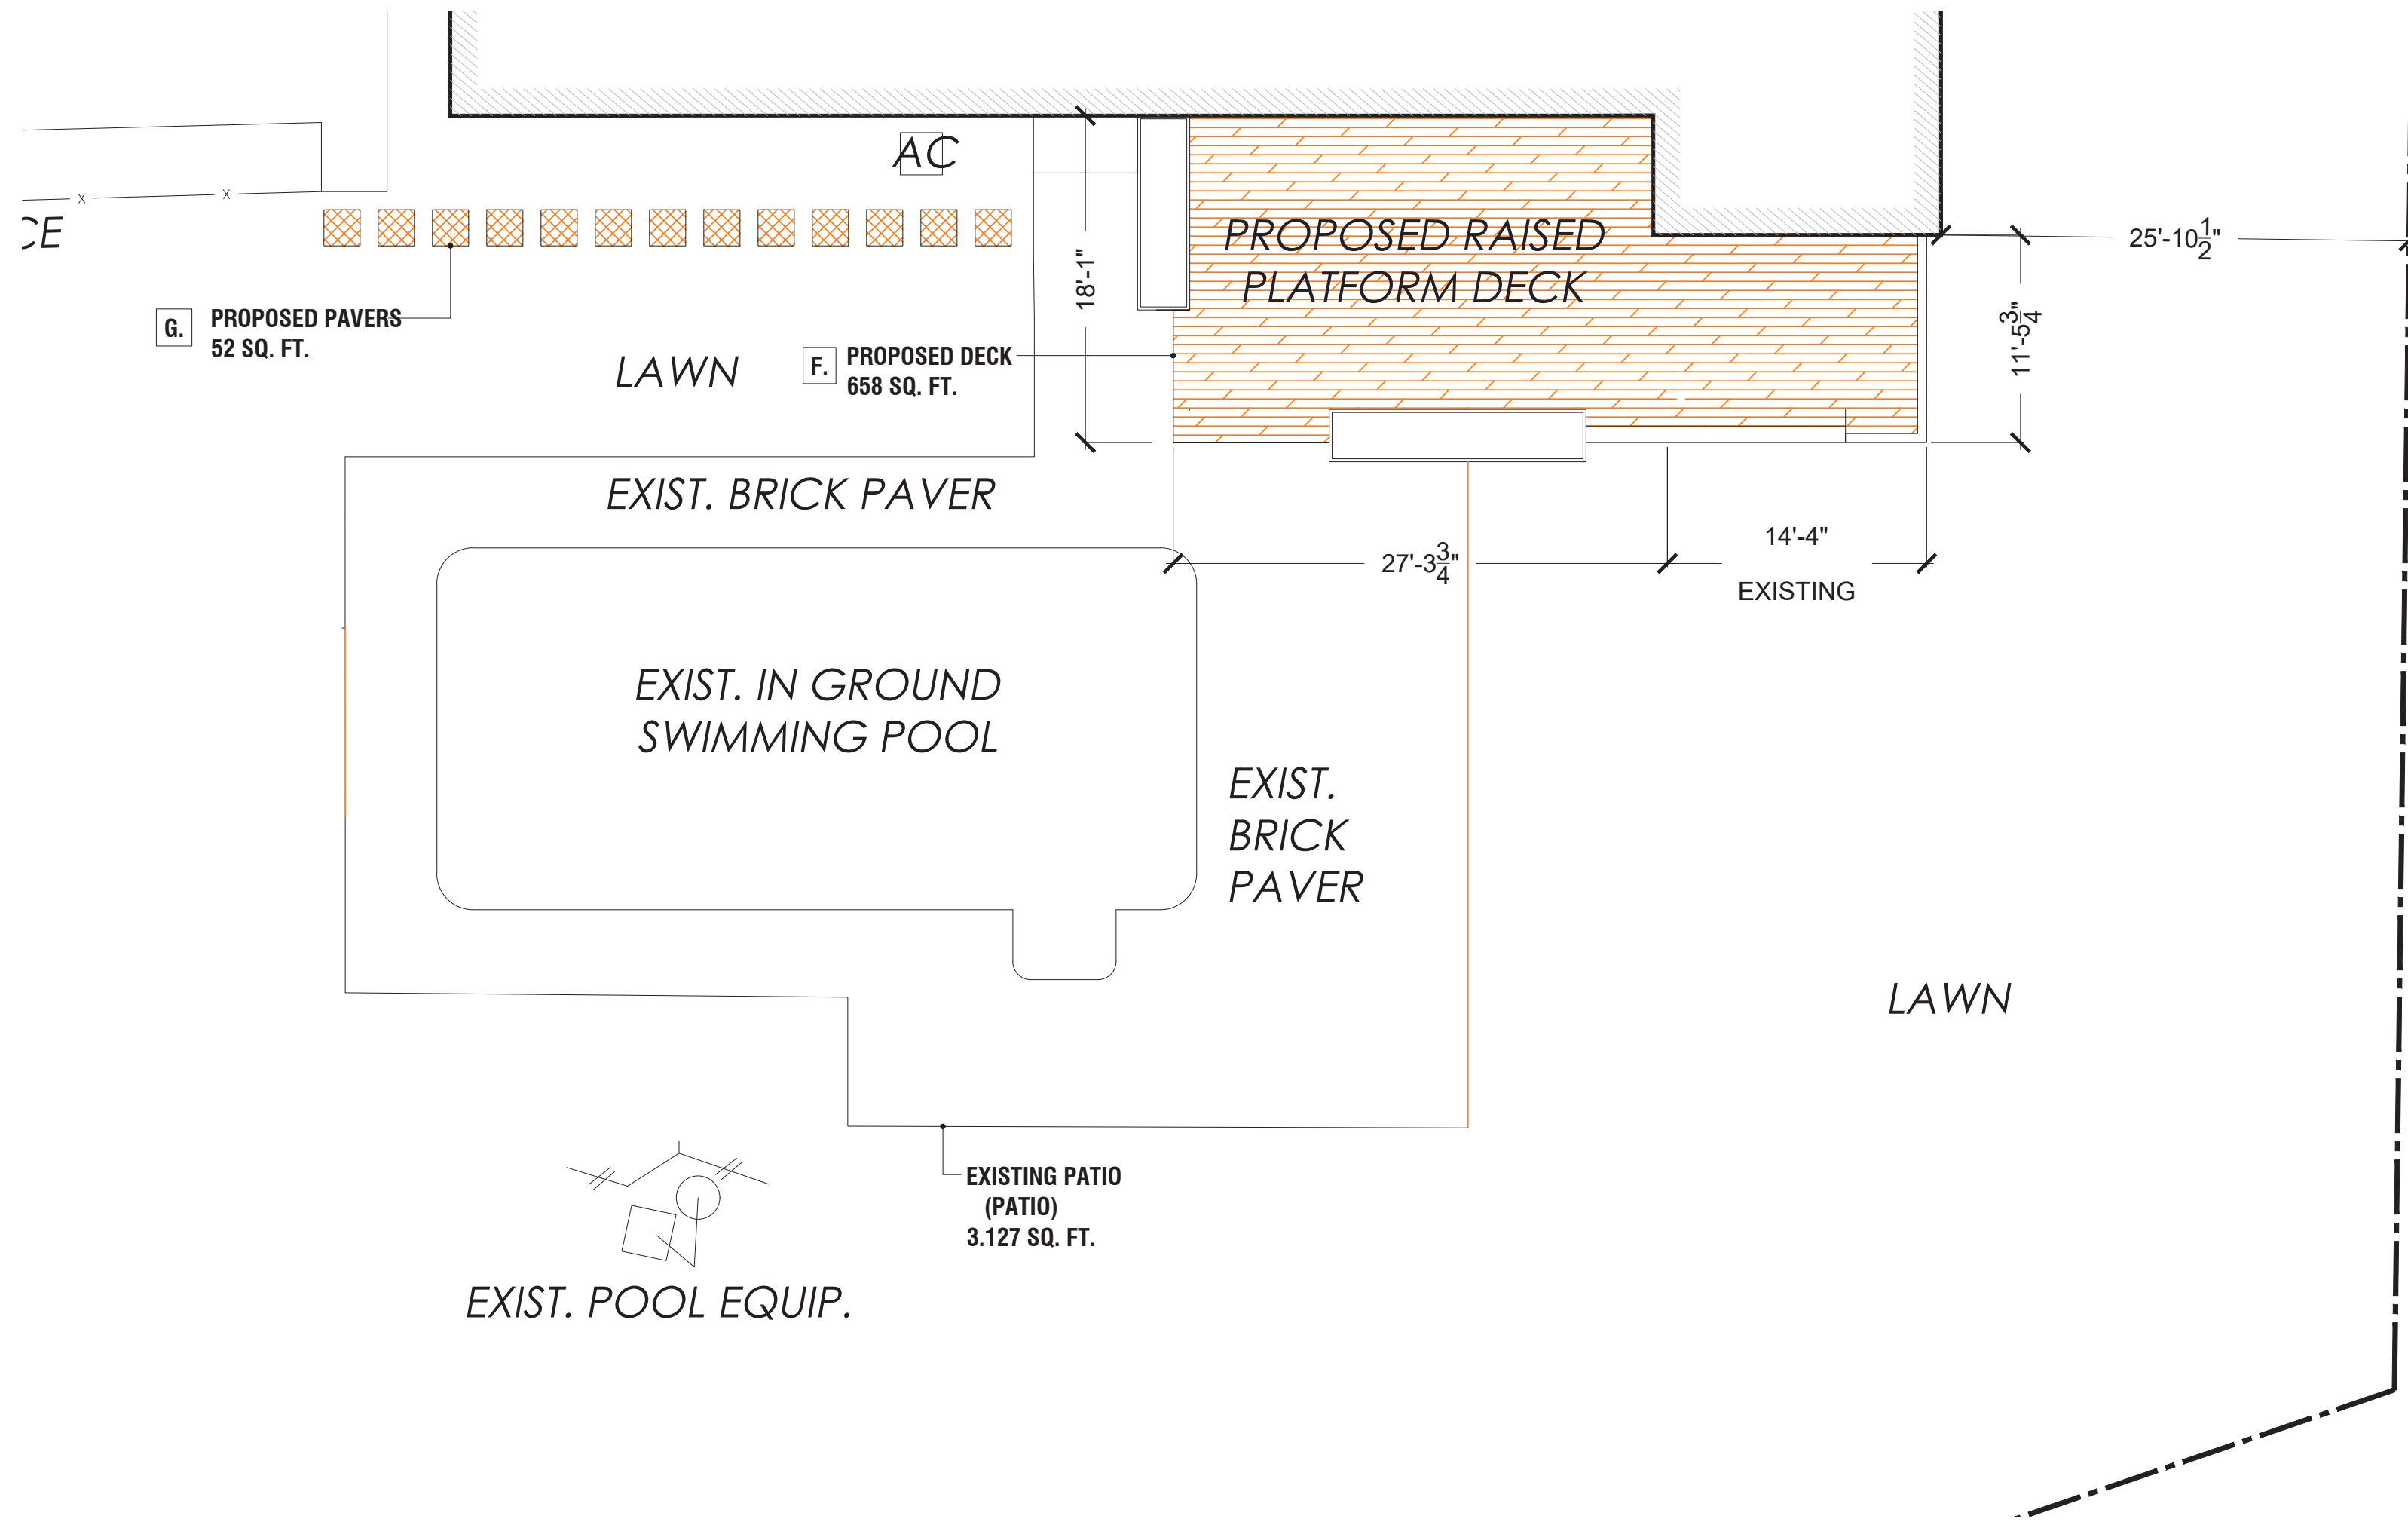 AC
CE
PROPOSED RAISED
PLATFORM DECK
25'-10 1/2"
18'-1"
11'-5 3/4"
G. PROPOSED PAVERS
52 SQ. FT.
LAWN
F. PROPOSED DECK
658 SQ. FT.
EXIST. BRICK PAVER
27'-3 3/4"
14'-4"
EXISTING
EXIST. IN GROUND
SWIMMING POOL
EXIST.
BRICK
PAVER
LAWN
EXISTING PATIO
(PATIO)
3.127 SQ. FT.
EXIST. POOL EQUIP.